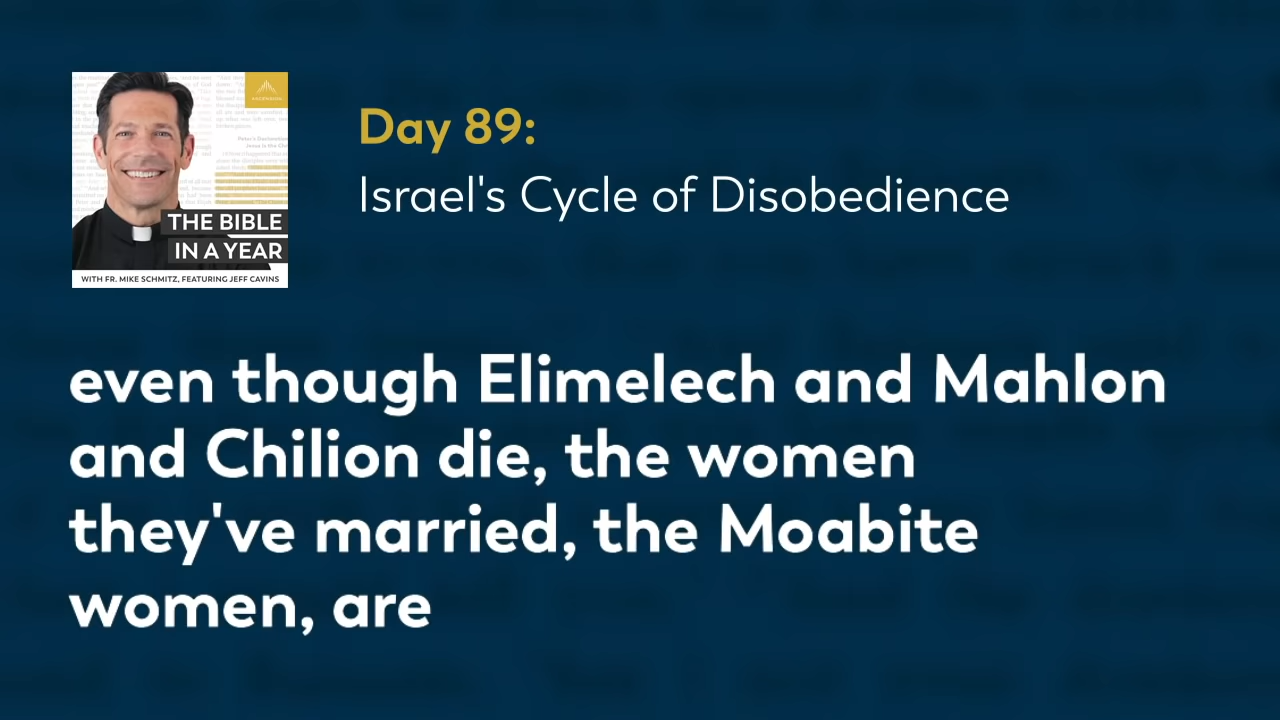 Day 89:
Israel's Cycle of Disobedience
THE BIBLE
IN A YEAR
WITH FR. MIKE SCHMITZ, FEATURING JEFF CAVINS
even though Elimelech and Mahlon
and Chilion die, the women
they've married, the Moabite
women, are